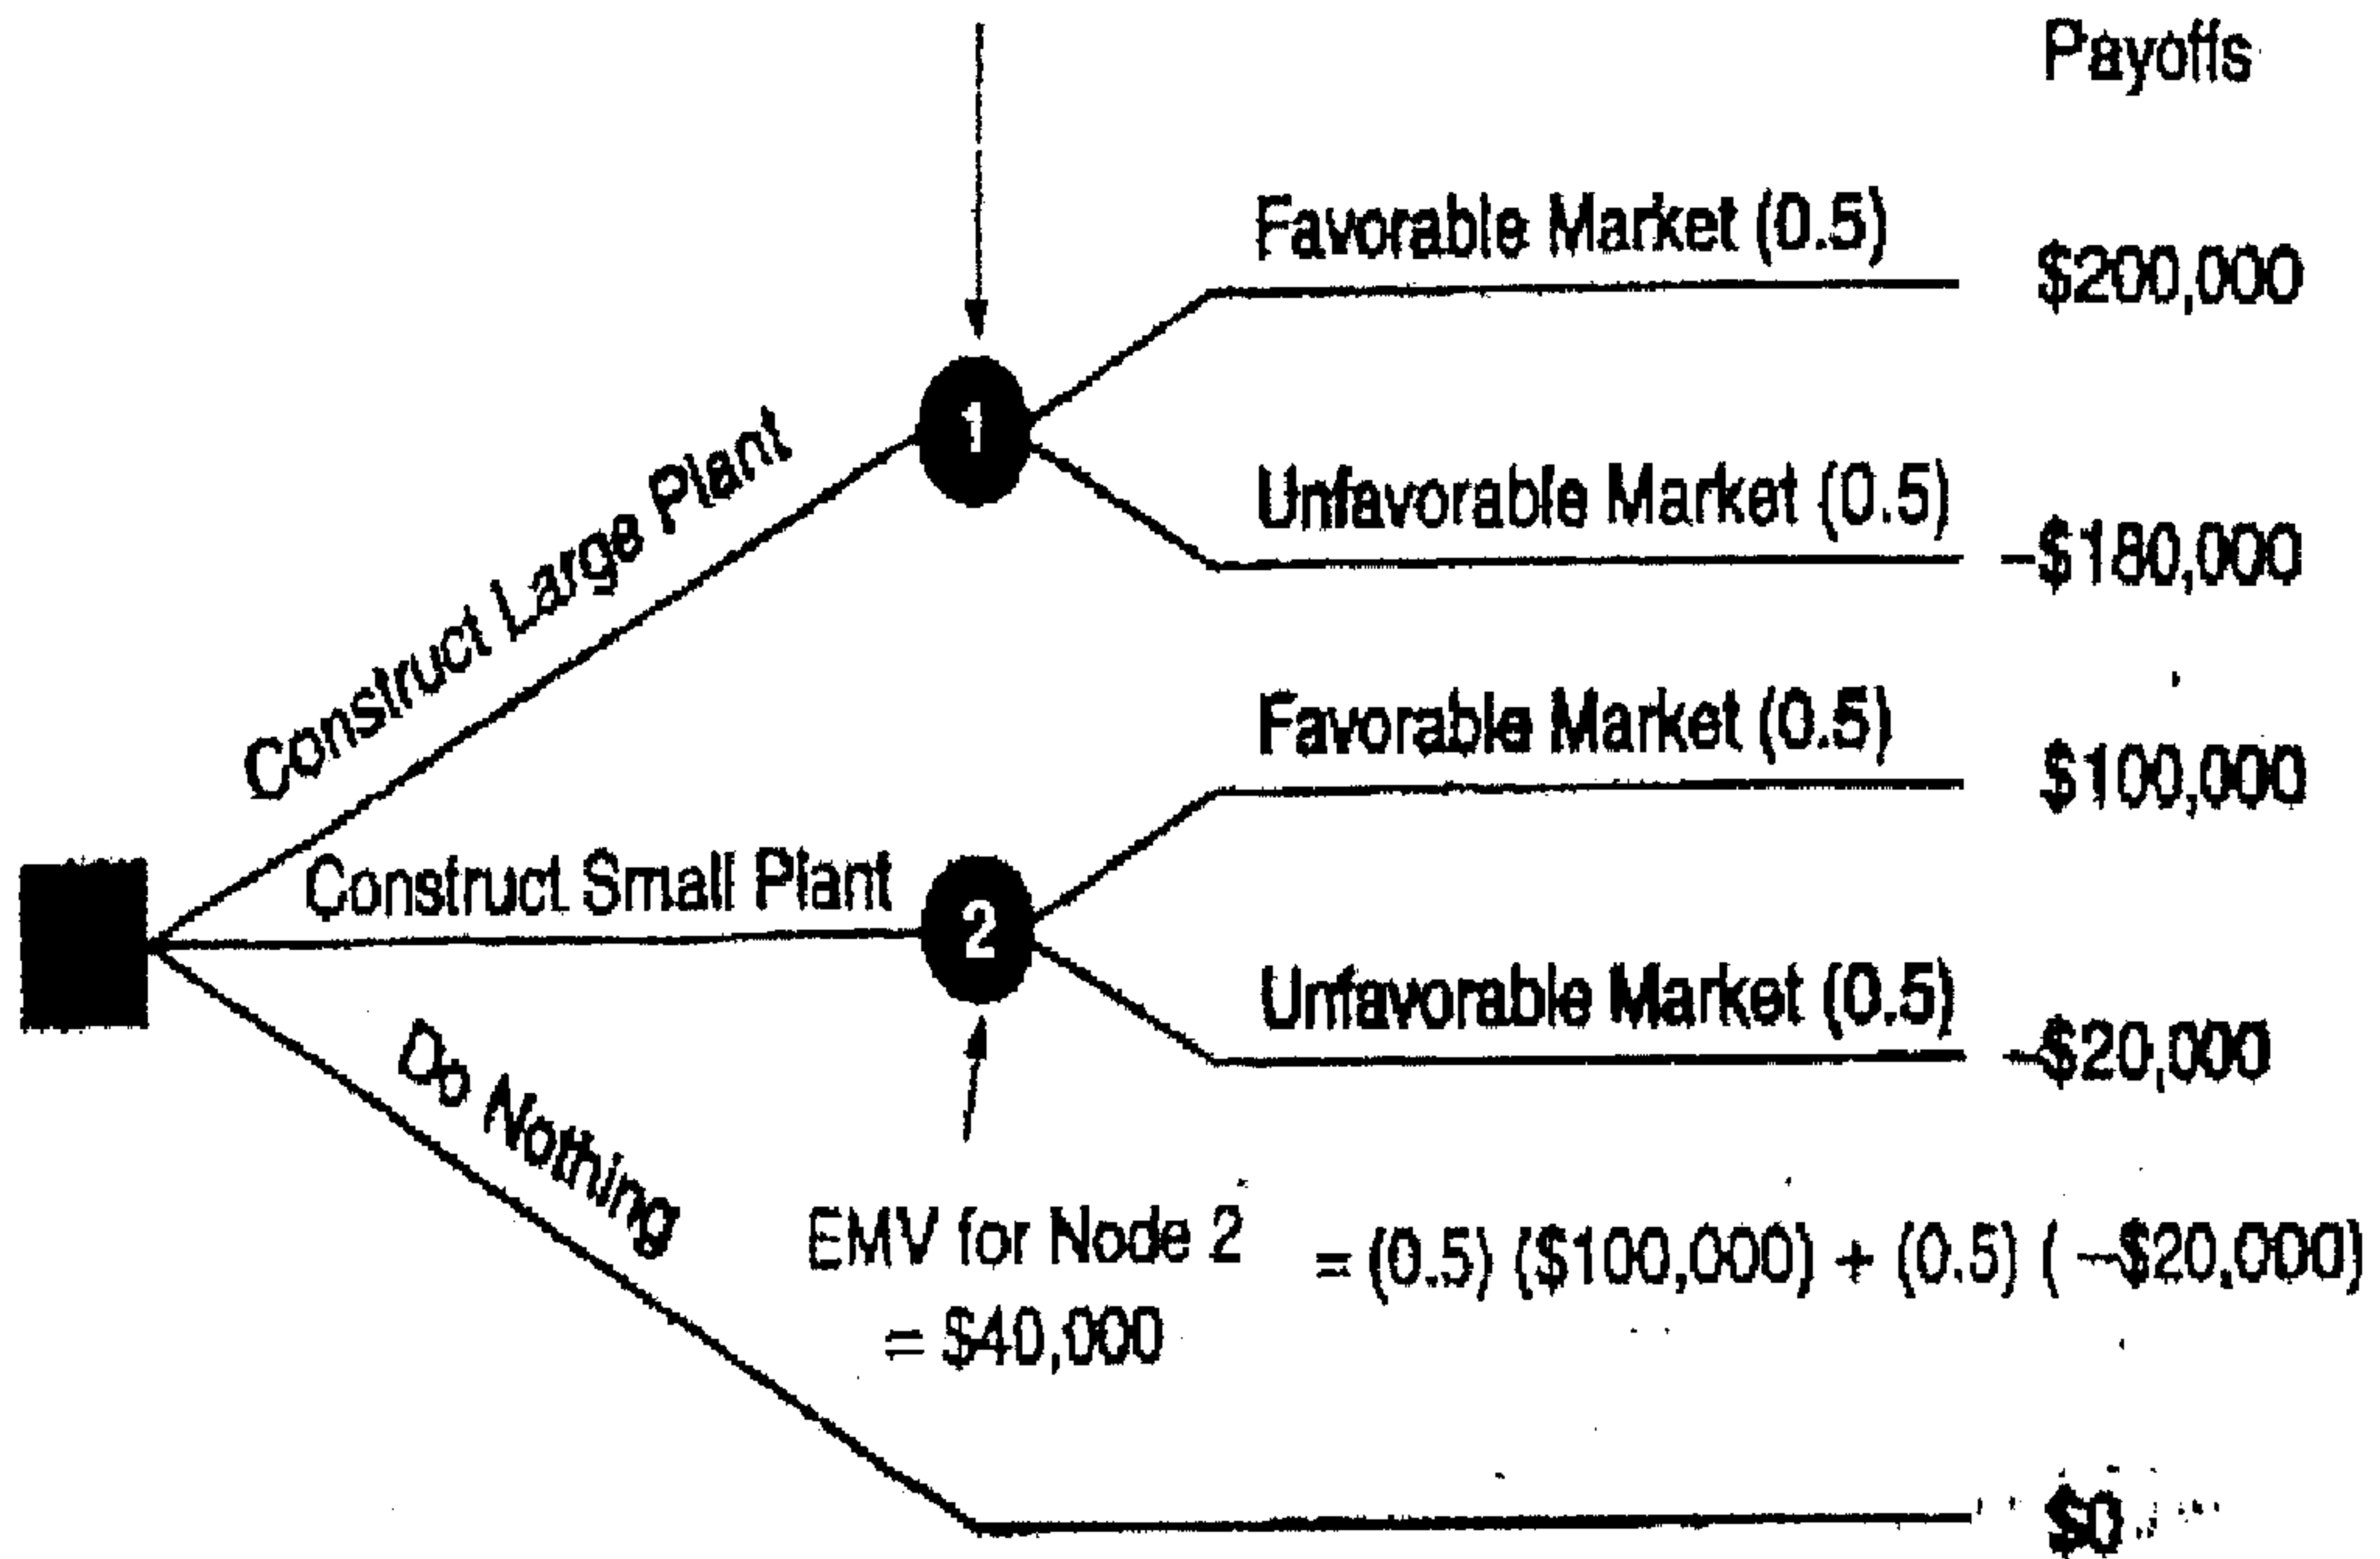 Payoffs
Favorable Market (0.5)
$200,000
1
Construct Large Plant
Unfavorable Market (0.5)
-$180,000
Favorable Market (0.5)
$100,000
Construct Small Plant
2
Unfavorable Market (0.5)
-$20,000
Do Nothing
EMV for Node 2 = (0.5) ($100,000) + (0.5) ( -$20,000)
= $40,000
$0